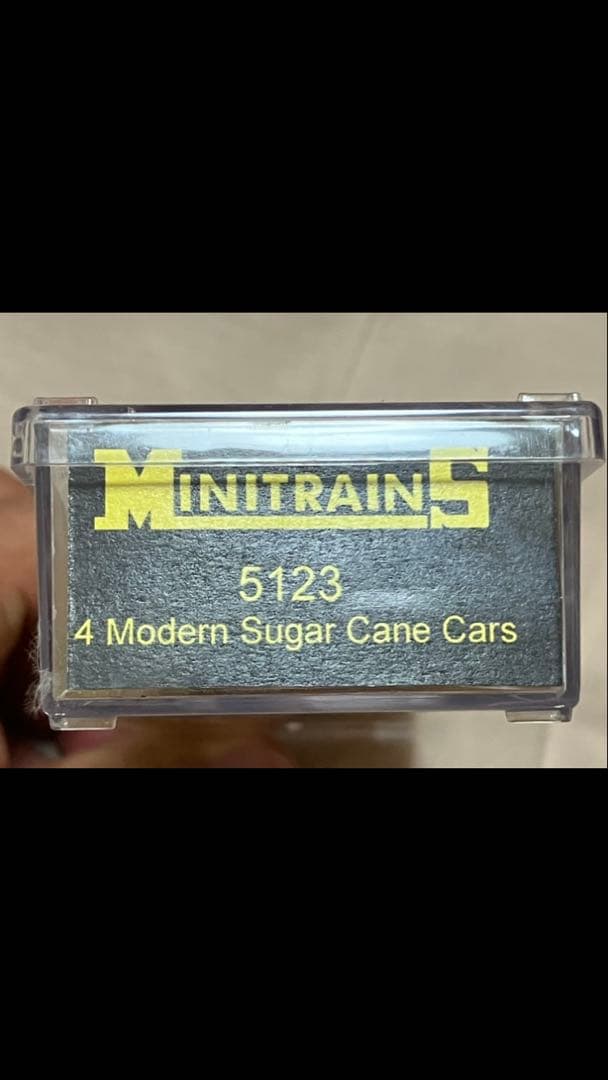 MINITRAINS
5123
4 Modern Sugar Cane Cars